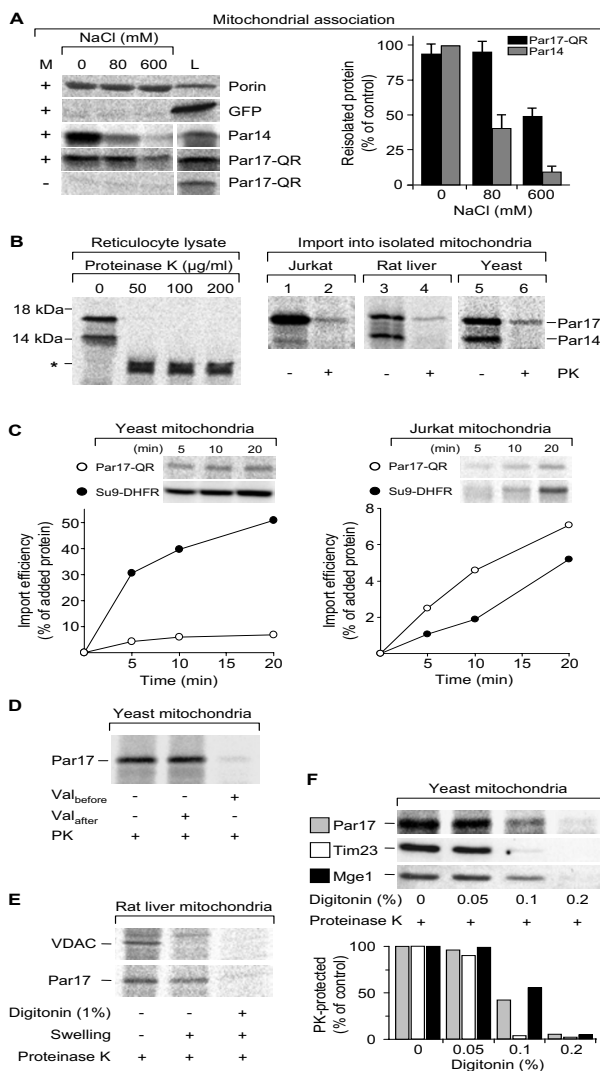 A
Mitochondrial association
NaCl (mM)
M 0 80 600 L
+ Porin
+ GFP
+ Par14
+ Par17-QR
- Par17-QR
Par17-QR
Par14
Reisolated protein
(% of control)
100
75
50
25
0
0 80 600
NaCl (mM)
B
Reticulocyte lysate
Proteinase K (µg/ml)
0 50 100 200
18 kDa
14 kDa
*
Import into isolated mitochondria
Jurkat Rat liver Yeast
1 2 3 4 5 6
Par17
Par14
- + - + - + PK
C
Yeast mitochondria
(min) 5 10 20
Par17-QR
Su9-DHFR
Import efficiency
(% of added protein)
50
40
30
20
10
5 10 15 20
Time (min)
Jurkat mitochondria
(min) 5 10 20
Par17-QR
Su9-DHFR
Import efficiency
(% of added protein)
8
6
4
2
5 10 15 20
Time (min)
D
Yeast mitochondria
Par17
Valbefore - - +
Valafter - + -
PK + + +
E
Rat liver mitochondria
VDAC
Par17
Digitonin (1%) - - +
Swelling - + +
Proteinase K + + +
F
Yeast mitochondria
Par17
Tim23
Mge1
Digitonin (%) 0 0.05 0.1 0.2
Proteinase K + + + +
PK-protected
(% of control)
100
50
0
0 0.05 0.1 0.2
Digitonin (%)